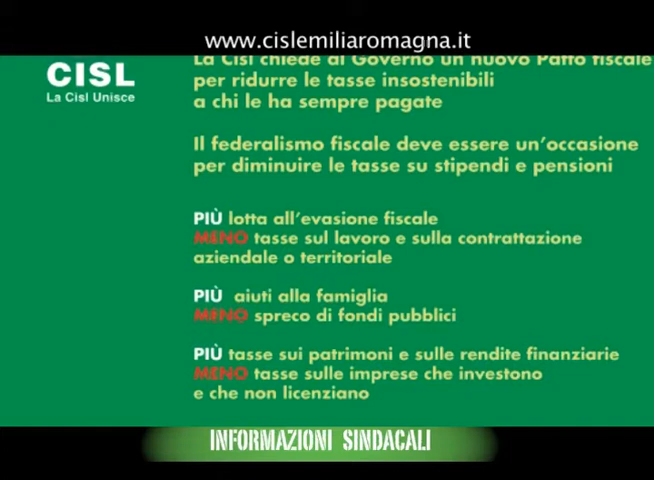 www.cislemiliaromagna.it
CISL
La Cisl Unisce
La Cisl chiede al Governo un nuovo Patto fiscale
per ridurre le tasse insostenibili
a chi le ha sempre pagate
Il federalismo fiscale deve essere un'occasione
per diminuire le tasse su stipendi e pensioni
PIÙ lotta all'evasione fiscale
MENO tasse sul lavoro e sulla contrattazione
aziendale o territoriale
PIÙ aiuti alla famiglia
MENO spreco di fondi pubblici
PIÙ tasse sui patrimoni e sulle rendite finanziarie
MENO tasse sulle imprese che investono
e che non licenziano
INFORMAZIONI SINDACALI